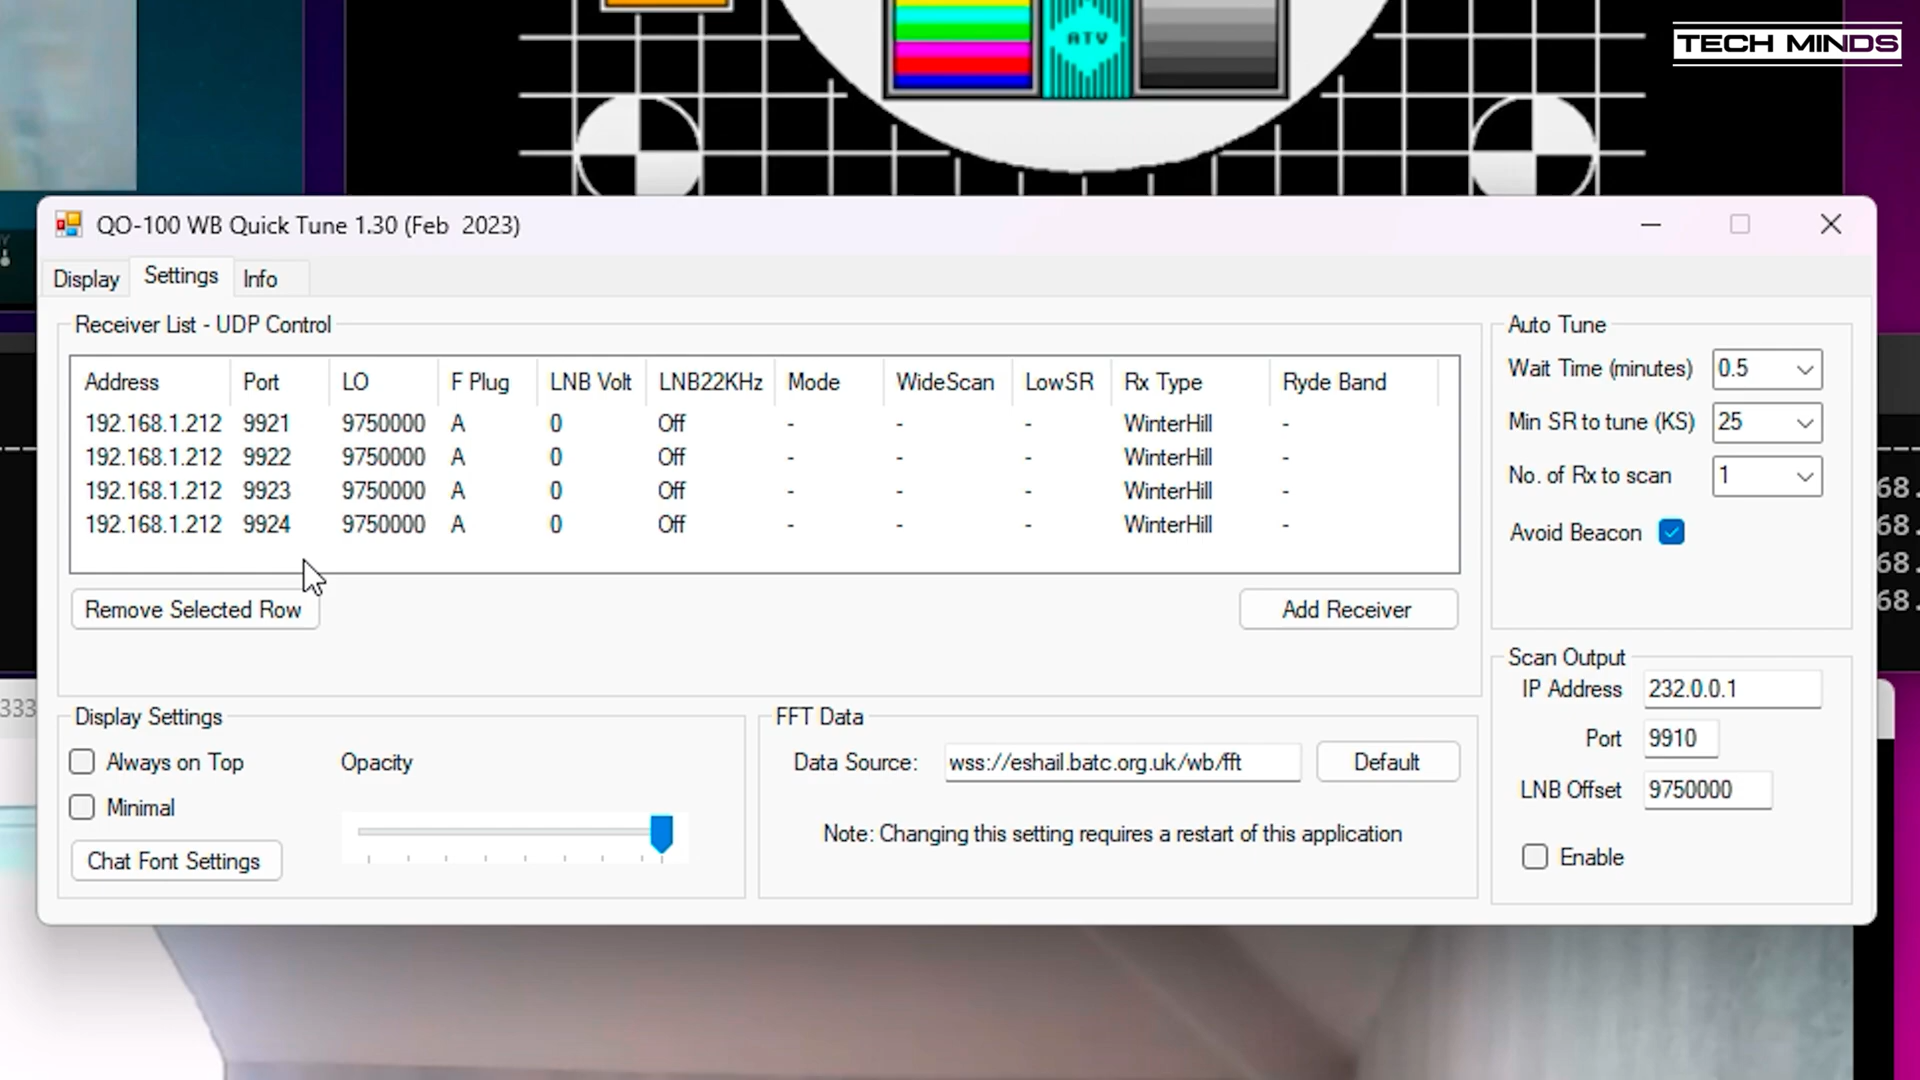 ATV
TECH MINDS
QO-100 WB Quick Tune 1.30 (Feb 2023)
Display Settings Info
Receiver List - UDP Control
Address Port LO F Plug LNB Volt LNB22KHz Mode WideScan LowSR Rx Type Ryde Band
192.168.1.212 9921 9750000 A 0 Off - - - WinterHill -
192.168.1.212 9922 9750000 A 0 Off - - - WinterHill -
192.168.1.212 9923 9750000 A 0 Off - - - WinterHill -
192.168.1.212 9924 9750000 A 0 Off - - - WinterHill -
Remove Selected Row
Add Receiver
Auto Tune
Wait Time (minutes) 0.5
Min SR to tune (KS) 25
No. of Rx to scan 1
Avoid Beacon
68.
68.
68.
68.
Scan Output
IP Address 232.0.0.1
Port 9910
LNB Offset 9750000
Enable
333
Display Settings
Always on Top
Opacity
Minimal
Chat Font Settings
FFT Data
Data Source: wss://eshail.batc.org.uk/wb/fft Default
Note: Changing this setting requires a restart of this application